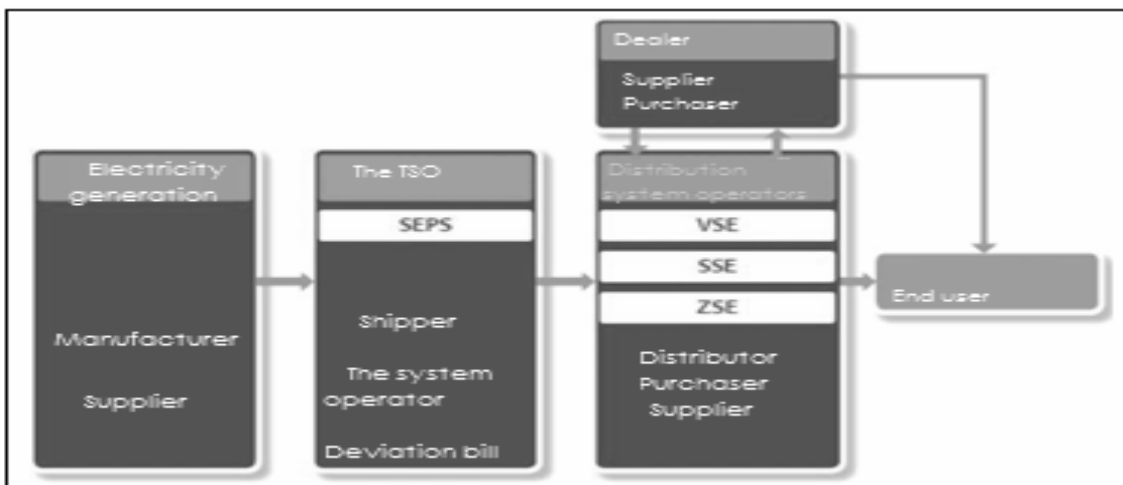 Dealer
Supplier
Purchaser
Electricity
generation
Manufacturer
Supplier
The TSO
SEPS
Shipper
The system
operator
Deviation bill
Distribution
system operators
VSE
SSE
ZSE
Distributor
Purchaser
Supplier
End user